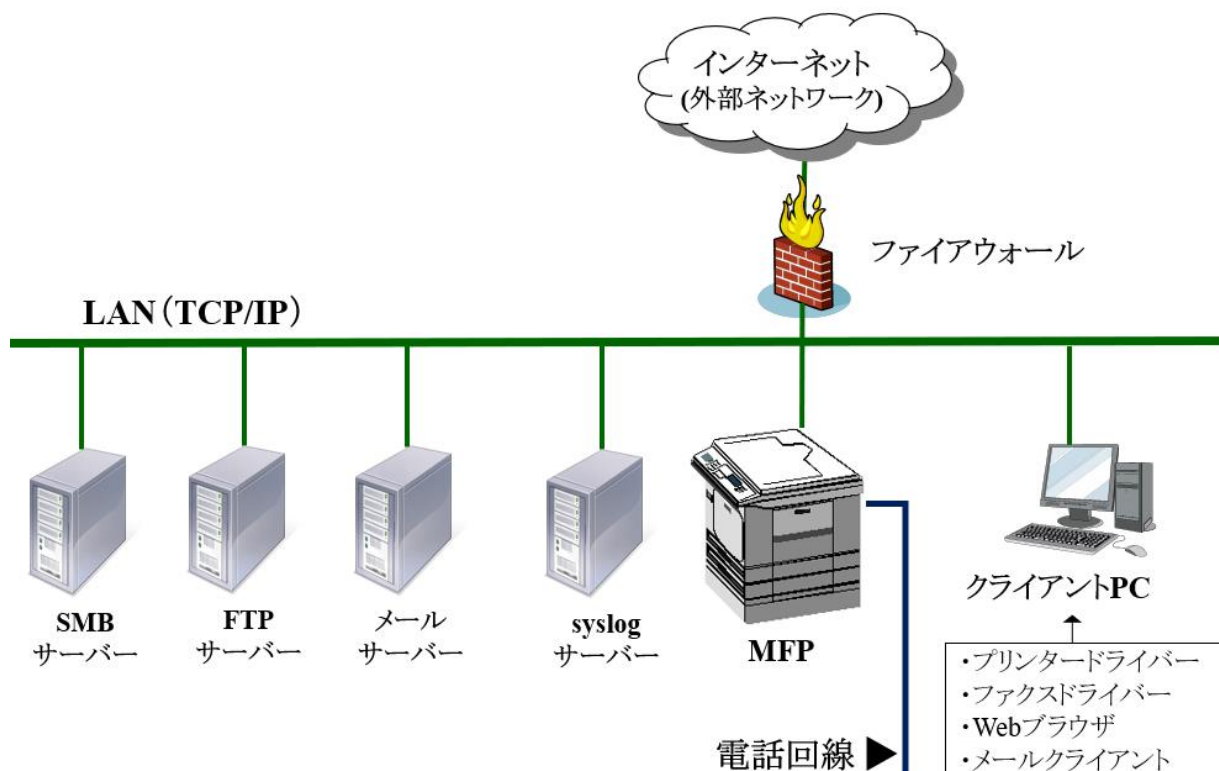 インターネット
(外部ネットワーク)
ファイアウォール
LAN（TCP/IP）
SMB
サーバー
FTP
サーバー
メール
サーバー
syslog
サーバー
MFP
クライアントPC
・プリンタードライバー
・ファクスドライバー
・Webブラウザ
・メールクライアント
電話回線 ▶